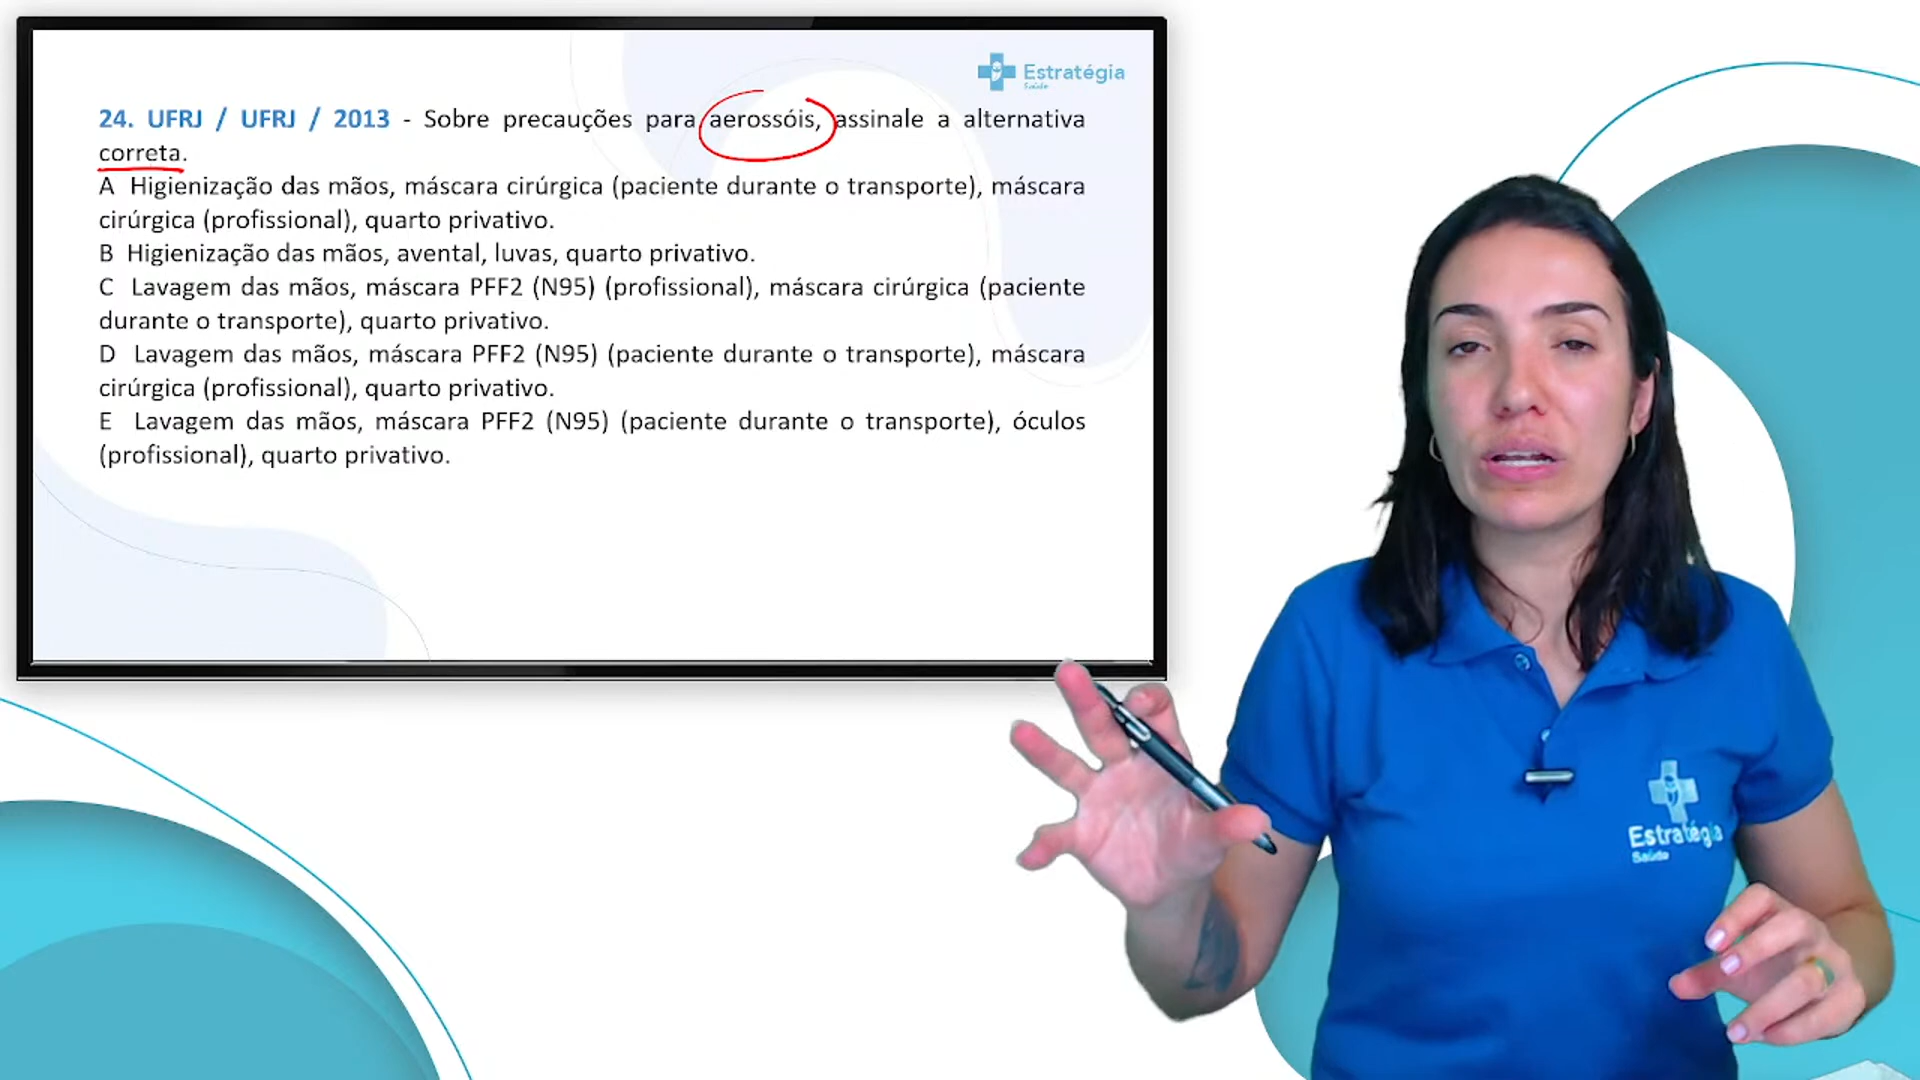 Estratégia
Saúde
24. UFRJ / UFRJ / 2013 - Sobre precauções para aerossóis, assinale a alternativa
correta.
A Higienização das mãos, máscara cirúrgica (paciente durante o transporte), máscara
cirúrgica (profissional), quarto privativo.
B Higienização das mãos, avental, luvas, quarto privativo.
C Lavagem das mãos, máscara PFF2 (N95) (profissional), máscara cirúrgica (paciente
durante o transporte), quarto privativo.
D Lavagem das mãos, máscara PFF2 (N95) (paciente durante o transporte), máscara
cirúrgica (profissional), quarto privativo.
E Lavagem das mãos, máscara PFF2 (N95) (paciente durante o transporte), óculos
(profissional), quarto privativo.
Estratégia
Saúde